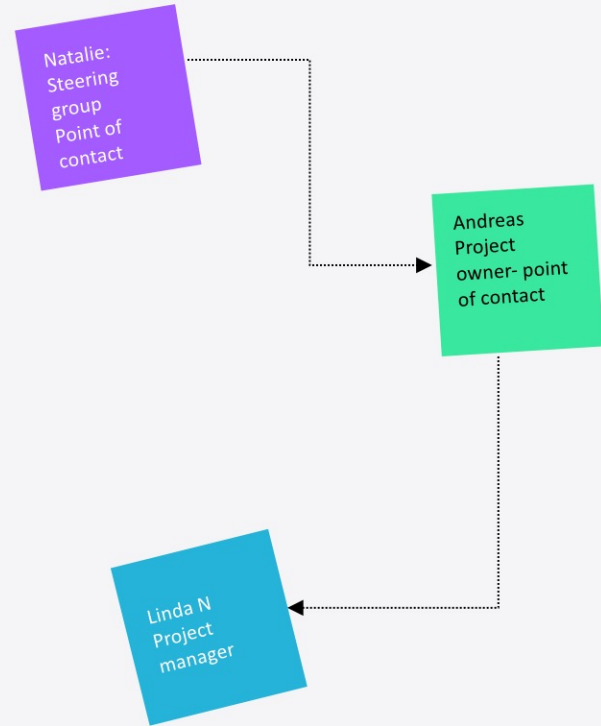 Natalie:
Steering
group
Point of
contact
Andreas
Project
owner- point
of contact
Linda N
Project
manager